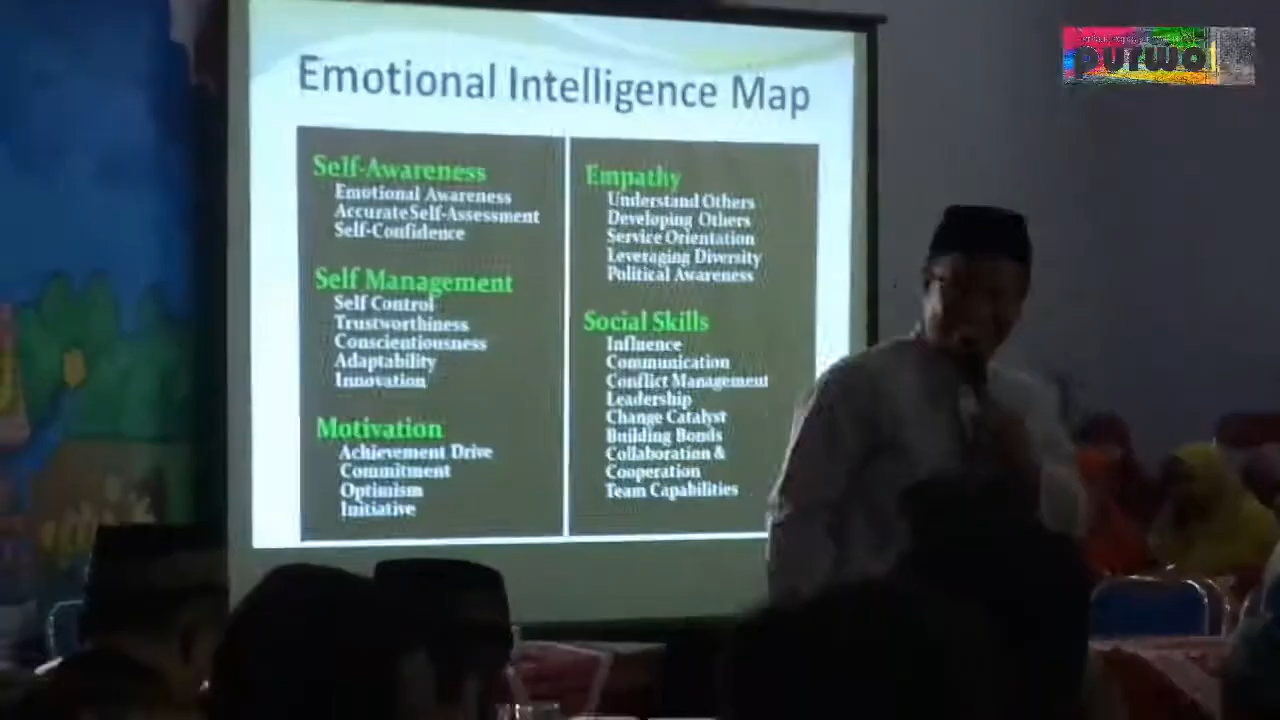 Emotional Intelligence Map
Self-Awareness
Emotional Awareness
AccurateSelf-Assessment
Self-Confidence
Self Management
Self Control
Trustworthiness
Conscientiousness
Adaptability
Innovation
Motivation
Achievement Drive
Commitment
Optimism
Initiative
Empathy
Understand Others
Developing Others
Service Orientation
Leveraging Diversity
Political Awareness
Social Skills
Influence
Communication
Conflict Management
Leadership
Change Catalyst
Building Bonds
Collaboration &
Cooperation
Team Capabilities
purwo